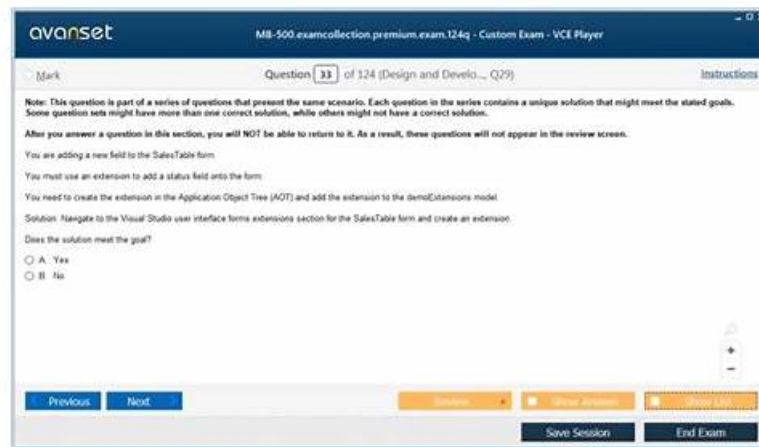 avanset
MB-500.examcollection.premium.exam.124q - Custom Exam - VCE Player
Mark
Question 33 of 124 (Design and Develo..., Q29)
Instructions
Note: This question is part of a series of questions that present the same scenario. Each question in the series contains a unique solution that might meet the stated goals.
Some question sets might have more than one correct solution, while others might not have a correct solution.
After you answer a question in this section, you will NOT be able to return to it. As a result, these questions will not appear in the review screen.
You are adding a new field to the SalesTable form
You must use an extension to add a status field onto the form
You need to create the extension in the Application Object Tree (AOT) and add the extension to the demoExtensions model.
Solution: Navigate to the Visual Studio user interface forms extensions section for the SalesTable form and create an extension.
Does the solution meet the goal?
A. Yes
B. No
Previous Next Review Show Answer Show List
Save Session End Exam